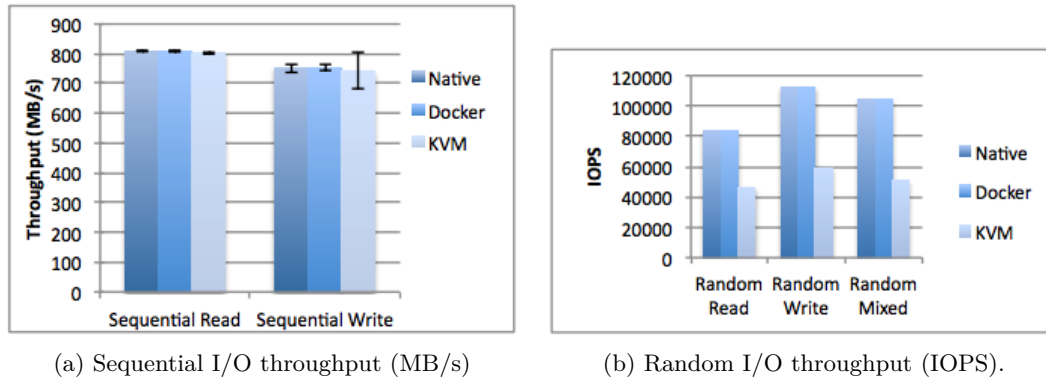 900
800
700
600
500
400
300
200
100
0
Throughput (MB/s)
Sequential Read Sequential Write
Native
Docker
KVM
(a) Sequential I/O throughput (MB/s)
120000
100000
80000
60000
40000
20000
0
IOPS
Random Read
Random Write
Random Mixed
Native
Docker
KVM
(b) Random I/O throughput (IOPS).